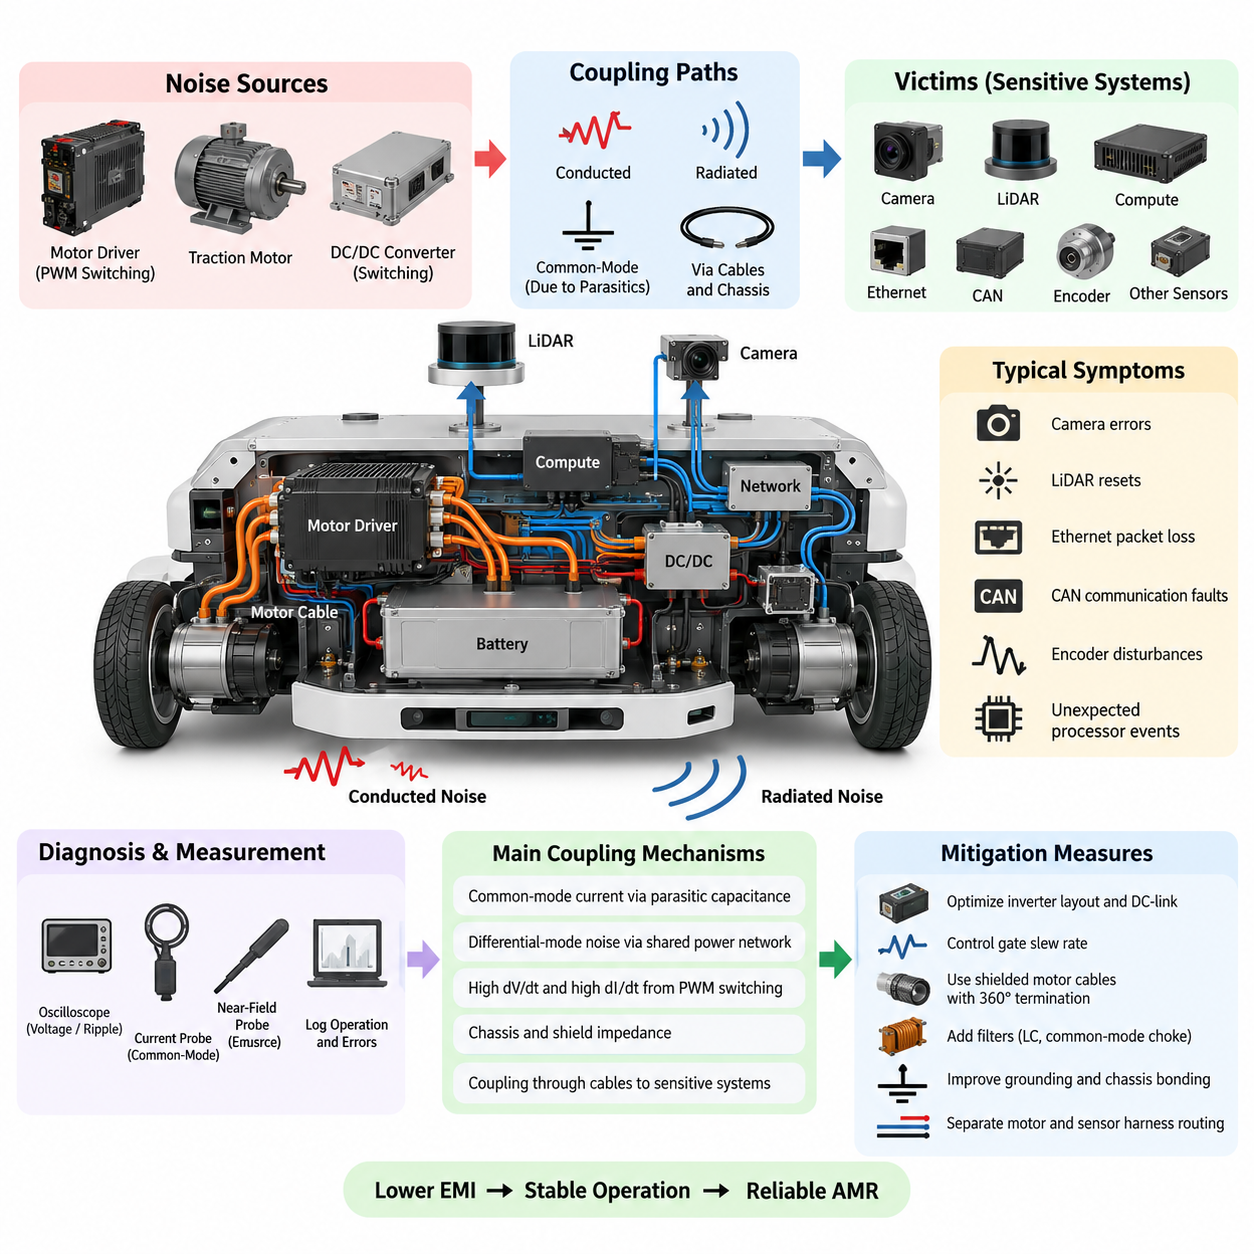 Noise Sources
Motor Driver
(PWM Switching)
Traction Motor
DC/DC Converter
(Switching)
Coupling Paths
Conducted
Radiated
Common-Mode
(Due to Parasitics)
Via Cables
and Chassis
Victims (Sensitive Systems)
Camera
LiDAR
Compute
Ethernet
CAN
Encoder
Other Sensors
LiDAR
Camera
Compute
Network
Motor Driver
DC/DC
Motor Cable
Battery
Conducted Noise
Radiated Noise
Typical Symptoms
Camera errors
LiDAR resets
Ethernet packet loss
CAN
CAN communication faults
Encoder disturbances
Unexpected
processor events
Diagnosis & Measurement
Oscilloscope
(Voltage / Ripple)
Current Probe
(Common-Mode)
Near-Field
Probe
(Emusrce)
Log Operation
and Errors
Main Coupling Mechanisms
Common-mode current via parasitic capacitance
Differential-mode noise via shared power network
High dV/dt and high dI/dt from PWM switching
Chassis and shield impedance
Coupling through cables to sensitive systems
Mitigation Measures
Optimize inverter layout and DC-link
Control gate slew rate
Use shielded motor cables
with 360° termination
Add filters (LC, common-mode choke)
Improve grounding and chassis bonding
Separate motor and sensor harness routing
Lower EMI → Stable Operation → Reliable AMR